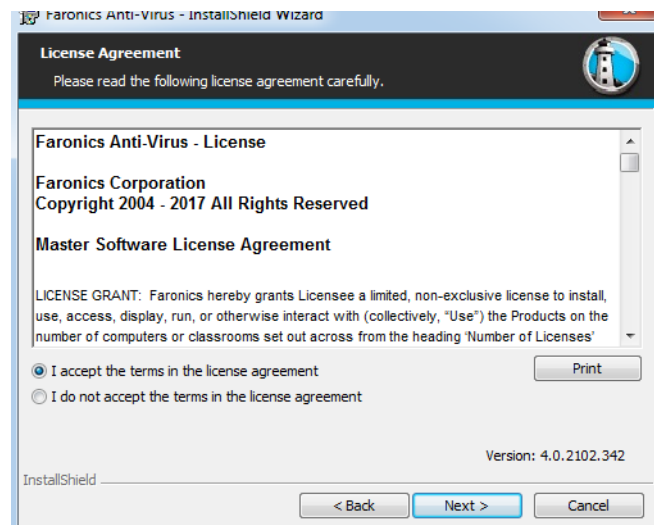 Faronics Anti-Virus - InstallShield Wizard
License Agreement
Please read the following license agreement carefully.
Faronics Anti-Virus - License
Faronics Corporation
Copyright 2004 - 2017 All Rights Reserved
Master Software License Agreement
LICENSE GRANT: Faronics hereby grants Licensee a limited, non-exclusive license to install,
use, access, display, run, or otherwise interact with (collectively, “Use”) the Products on the
number of computers or classrooms set out across from the heading ‘Number of Licenses’
I accept the terms in the license agreement
Print
I do not accept the terms in the license agreement
Version: 4.0.2102.342
InstallShield
< Back
Next >
Cancel